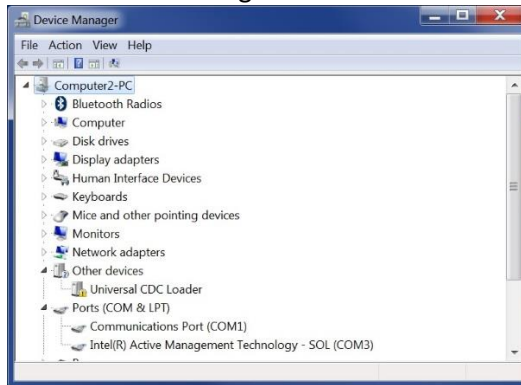 Device Manager
File Action View Help
Computer2-PC
Bluetooth Radios
Computer
Disk drives
Display adapters
Human Interface Devices
Keyboards
Mice and other pointing devices
Monitors
Network adapters
Other devices
Universal CDC Loader
Ports (COM & LPT)
Communications Port (COM1)
Intel(R) Active Management Technology - SOL (COM3)